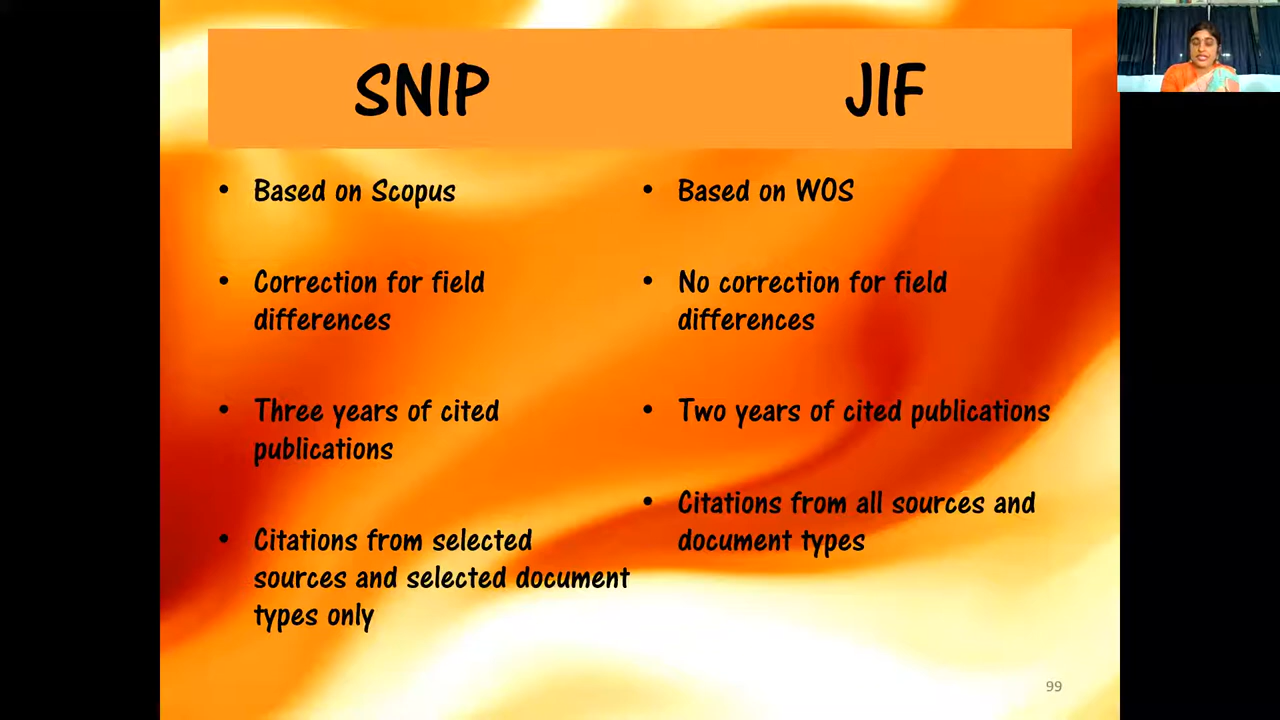 SNIP
JIF
• Based on Scopus
• Correction for field
differences
• Three years of cited
publications
• Citations from selected
sources and selected document
types only
• Based on WOS
• No correction for field
differences
• Two years of cited publications
• Citations from all sources and
document types
99